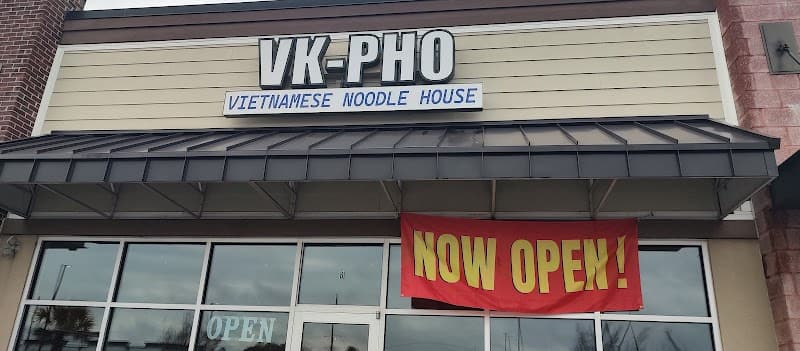 VK-PHO
VIETNAMESE NOODLE HOUSE
NOW OPEN!
OPEN